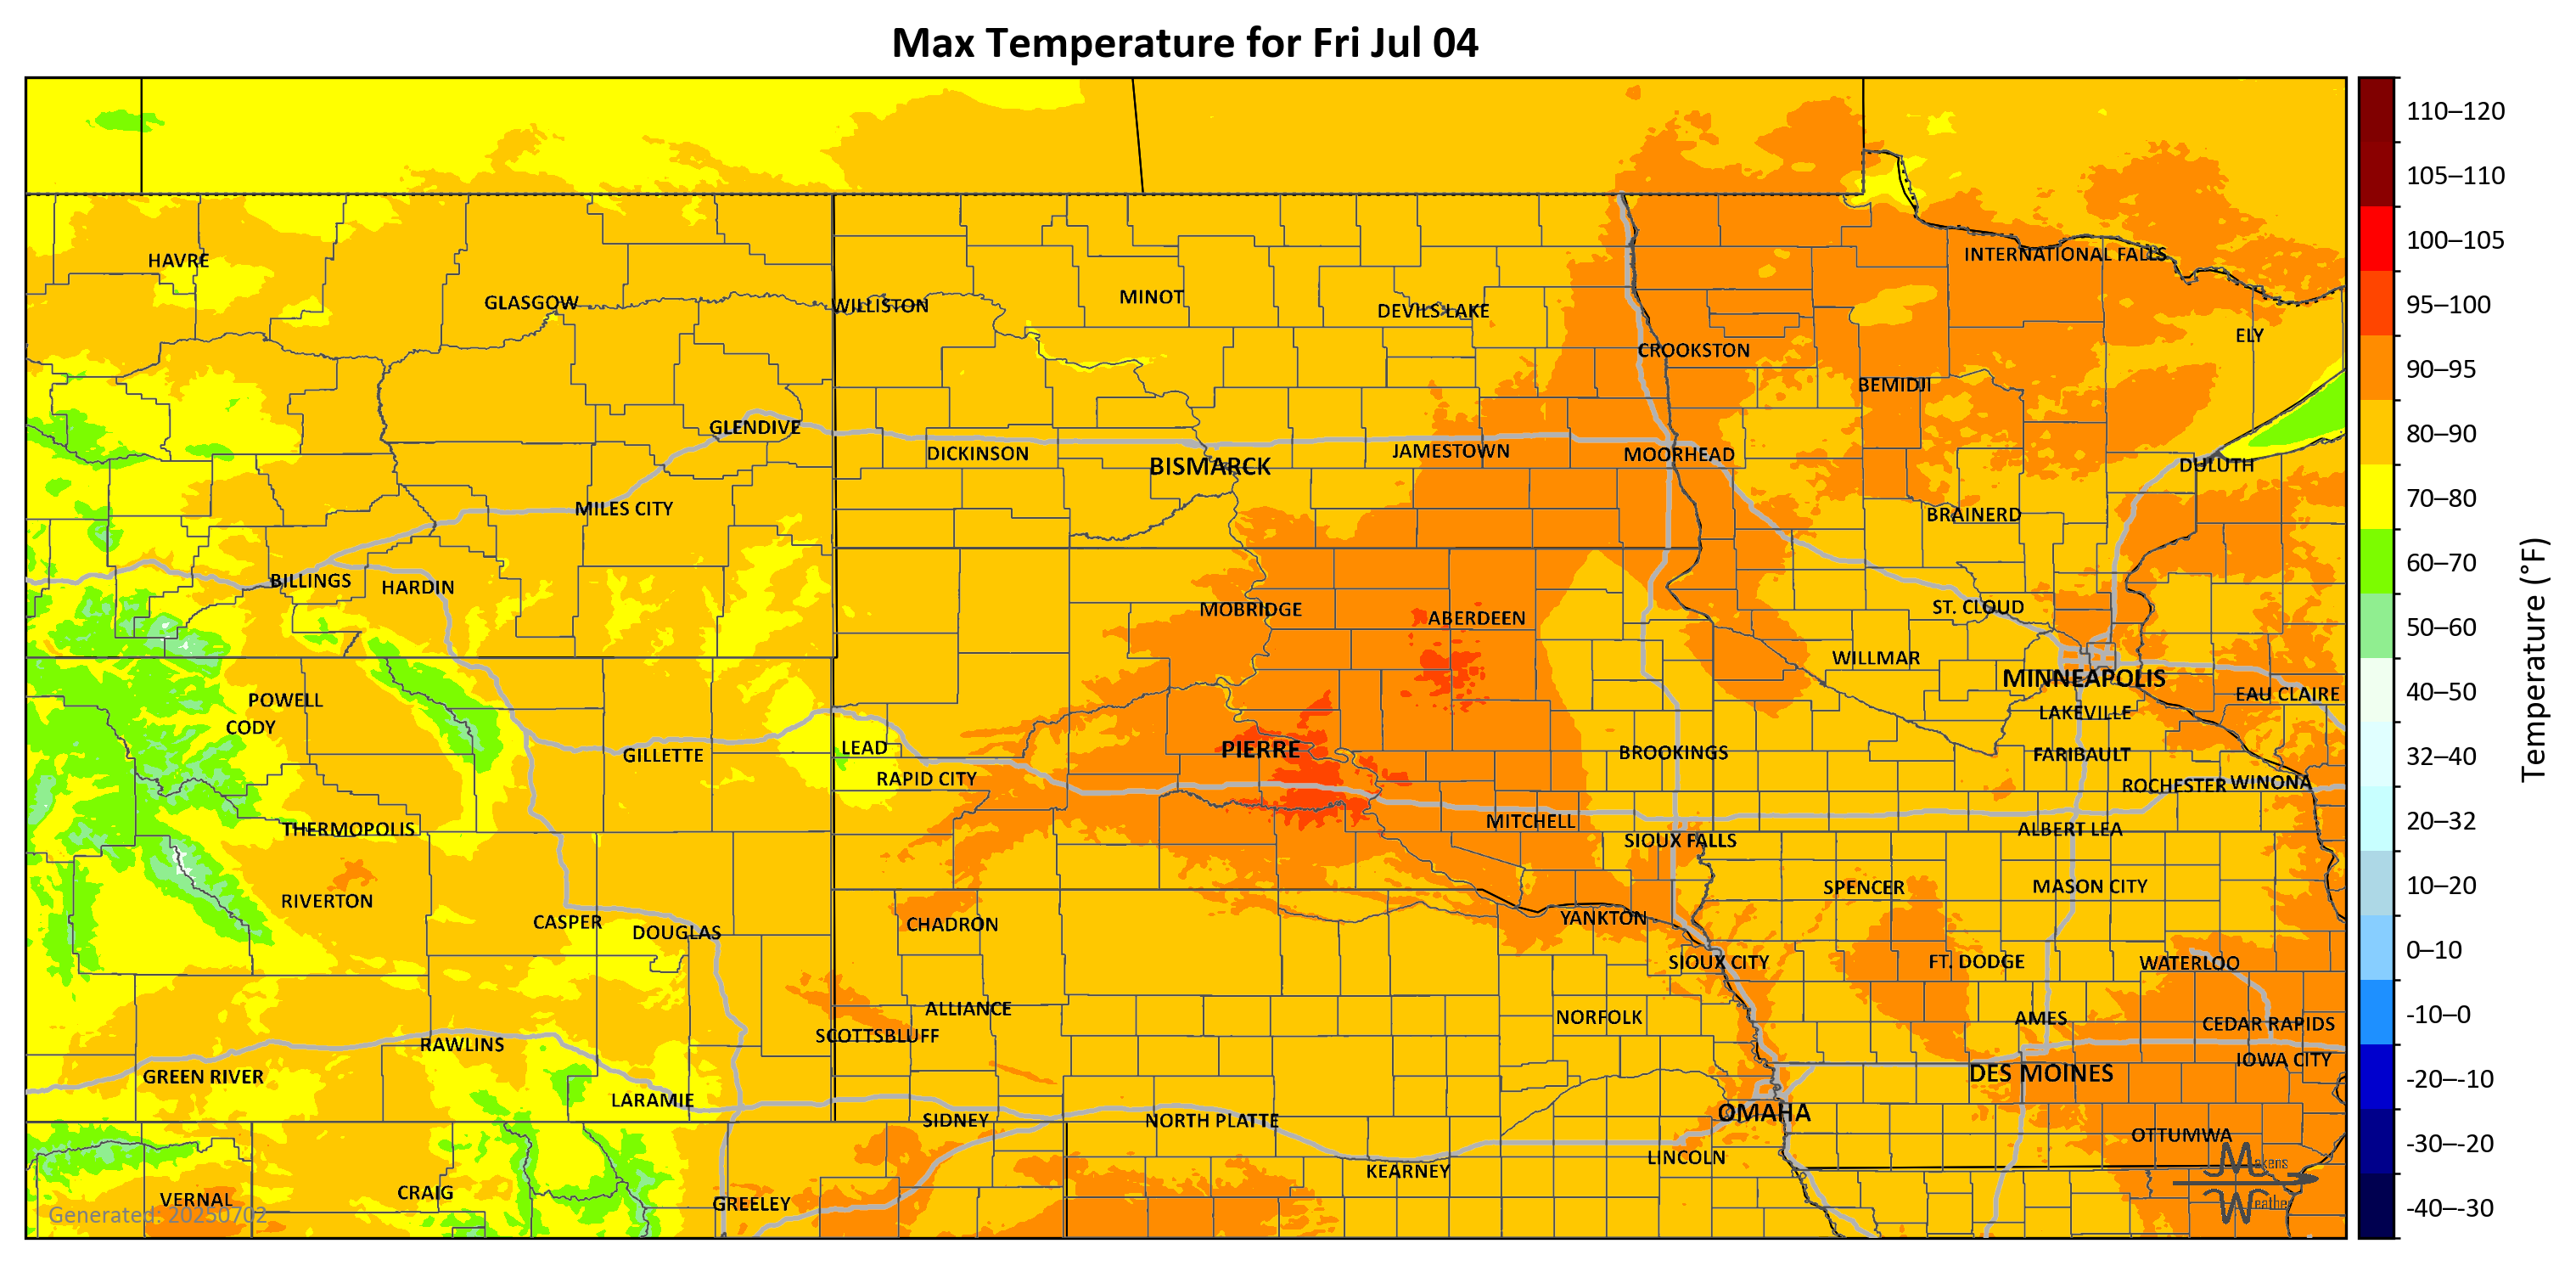 Max Temperature for Fri Jul 04
110–120
105–110
100–105
95–100
90–95
80–90
70–80
60–70
50–60
40–50
32–40
20–32
10–20
0–10
-10–0
-20–-10
-30–-20
-40–-30
Temperature (°F)
HAVRE
GLASGOW
WILLISTON
MINOT
DEVILS LAKE
INTERNATIONAL FALLS
CROOKSTON
ELY
BEMIDJI
GLENDIVE
DICKINSON
BISMARCK
JAMESTOWN
MOORHEAD
DULUTH
MILES CITY
BRAINERD
BILLINGS
HARDIN
MOBRIDGE
ABERDEEN
ST. CLOUD
WILLMAR
MINNEAPOLIS
POWELL
EAU CLAIRE
CODY
LAKEVILLE
GILLETTE
LEAD
PIERRE
BROOKINGS
FARIBAULT
RAPID CITY
ROCHESTER
WINONA
THERMOPOLIS
MITCHELL
ALBERT LEA
SIOUX FALLS
SPENCER
MASON CITY
RIVERTON
CASPER
DOUGLAS
CHADRON
YANKTON
SIOUX CITY
FT. DODGE
WATERLOO
ALLIANCE
NORFOLK
AMES
CEDAR RAPIDS
SCOTTSBLUFF
RAWLINS
IOWA CITY
GREEN RIVER
DES MOINES
LARAMIE
SIDNEY
NORTH PLATTE
OMAHA
OTTUMWA
LINCOLN
KEARNEY
VERNAL
CRAIG
GREELEY
Generated: 20250702
Makens
Weather